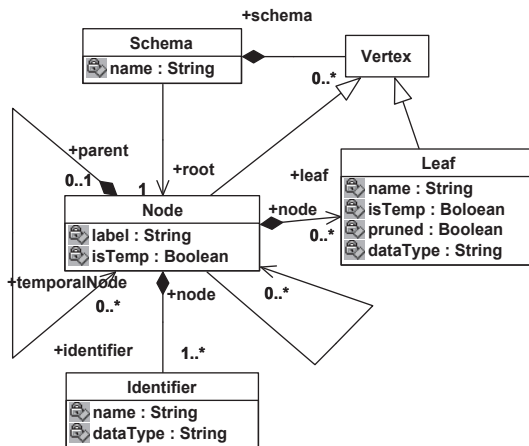 +schema
Schema
name : String
Vertex
0..*
+parent
0..1
+root
1
+leaf
Leaf
name : String
isTemp : Boloean
pruned : Boolean
dataType : String
Node
label : String
isTemp : Boolean
+node
0..*
+temporalNode
0..*
+node
0..*
+identifier
1..*
Identifier
name : String
dataType : String